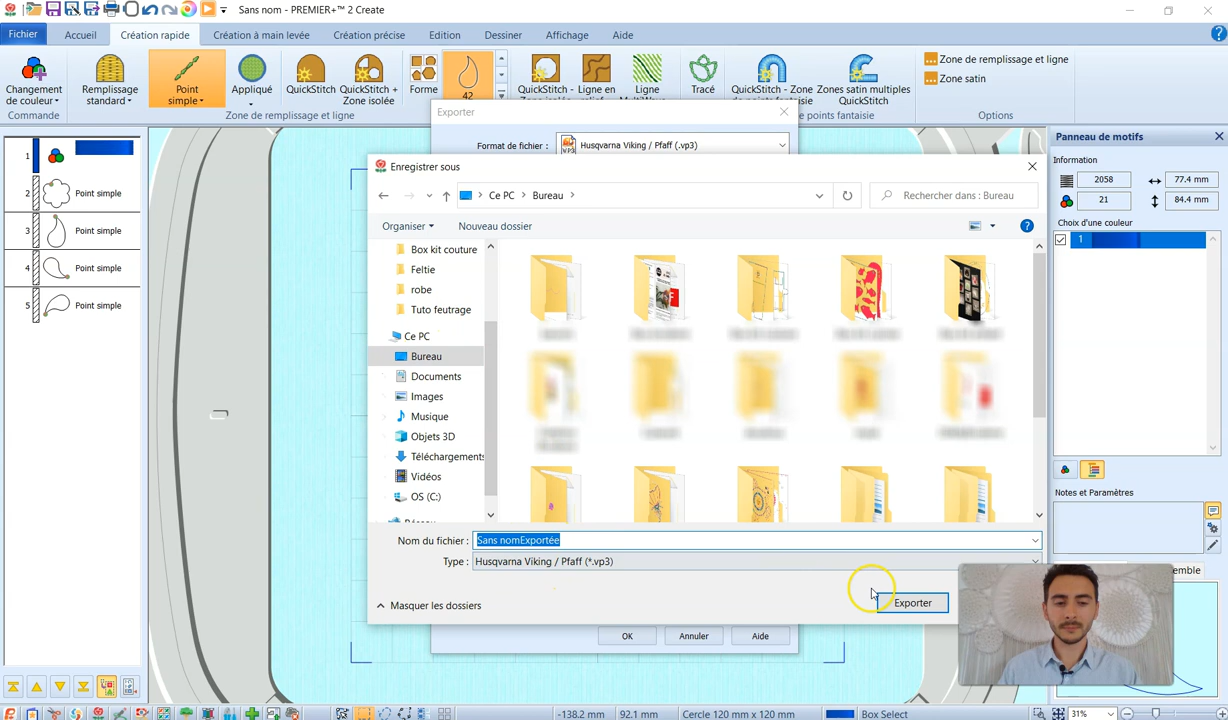 Sans nom - PREMIER+™ 2 Create
Fichier
Accueil
Création rapide
Création à main levée
Création précise
Edition
Dessiner
Affichage
Aide
Changement
de couleur
Remplissage
standard
Point
simple
Appliqué
QuickStitch
QuickStitch +
Zone isolée
Forme
42
QuickStitch -
Zone isolée
Ligne en
relief
Ligne
MultiWave
Tracé
QuickStitch - Zone
Zones satin multiples
QuickStitch
Zone de remplissage et ligne
Zone satin
Commande
Zone de remplissage et ligne
points fantaisie
Options
Exporter
Format de fichier :
Husqvarna Viking / Pfaff (.vp3)
Enregistrer sous
Ce PC
Bureau
Rechercher dans : Bureau
Organiser
Nouveau dossier
Box kit couture
Feltie
robe
Tuto feutrage
Ce PC
Bureau
Documents
Images
Musique
Objets 3D
Téléchargements
Vidéos
OS (C:)
Nom du fichier :
Sans nomExportée
Type :
Husqvarna Viking / Pfaff (*.vp3)
Masquer les dossiers
Exporter
OK
Annuler
Aide
1
2
Point simple
3
Point simple
4
Point simple
5
Point simple
Panneau de motifs
Information
2058
77.4 mm
21
84.4 mm
Choix d'une couleur
1
Notes et Paramètres
-138.2 mm
92.1 mm
Cercle 120 mm x 120 mm
Box Select
31%